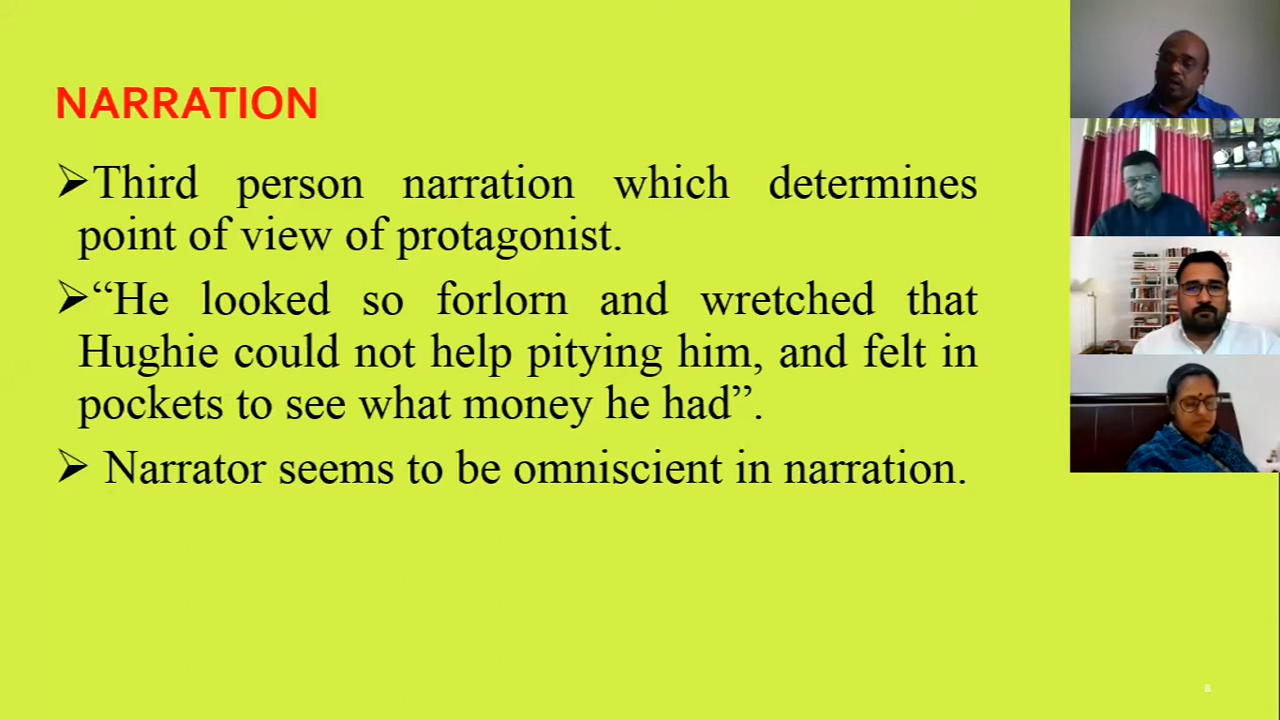 NARRATION
➢Third person narration which determines
point of view of protagonist.
➢“He looked so forlorn and wretched that
Hughie could not help pitying him, and felt in
pockets to see what money he had”.
➢ Narrator seems to be omniscient in narration.
8